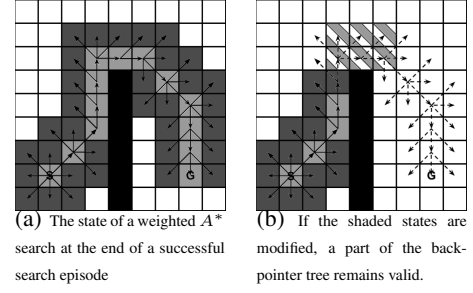 S
G
S
G
(a) The state of a weighted A*
search at the end of a successful
search episode
(b) If the shaded states are
modified, a part of the back-
pointer tree remains valid.